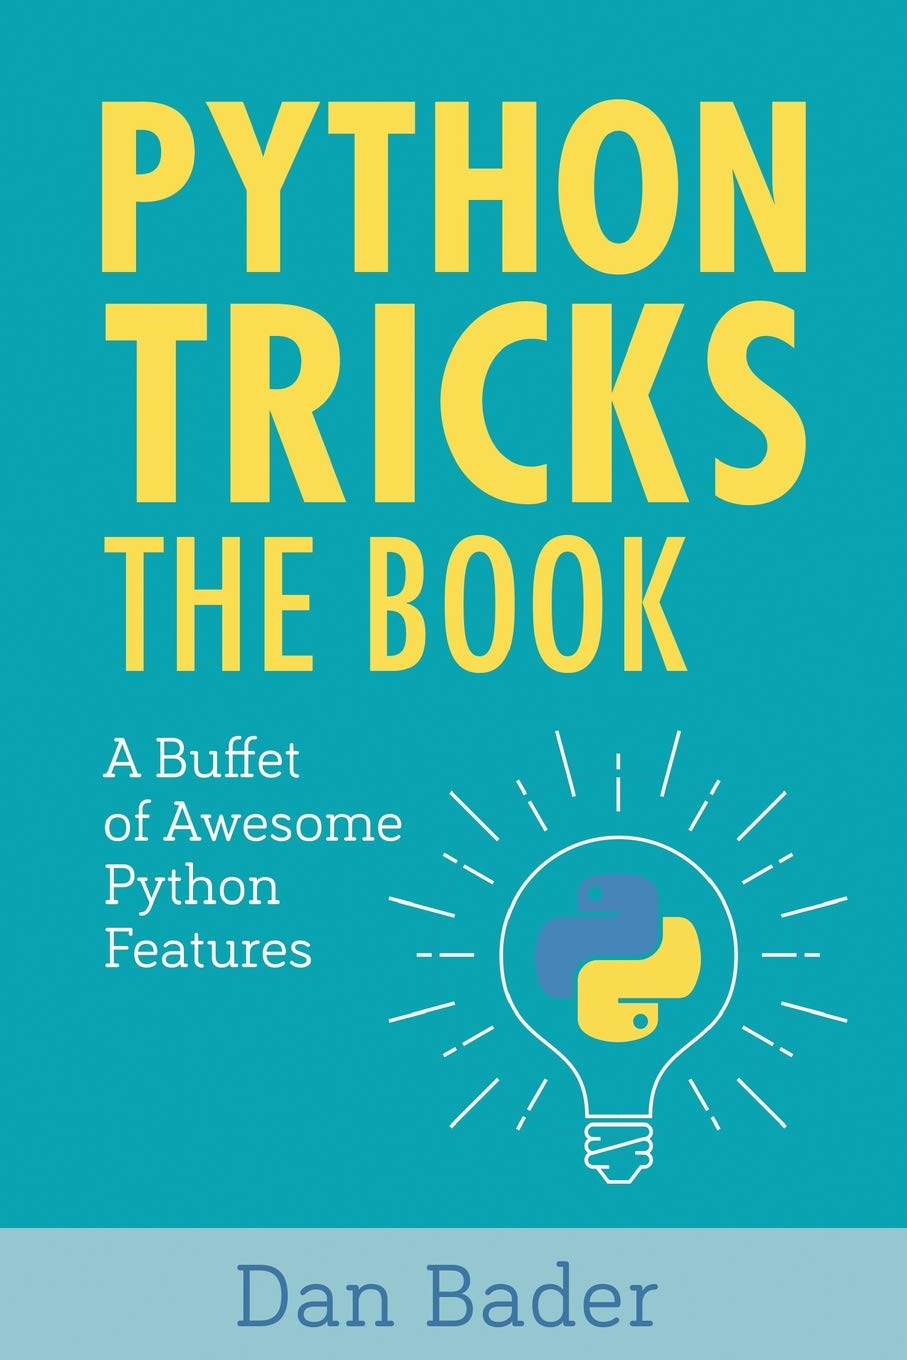 PYTHON
TRICKS
THE BOOK
A Buffet
of Awesome
Python
Features
Dan Bader